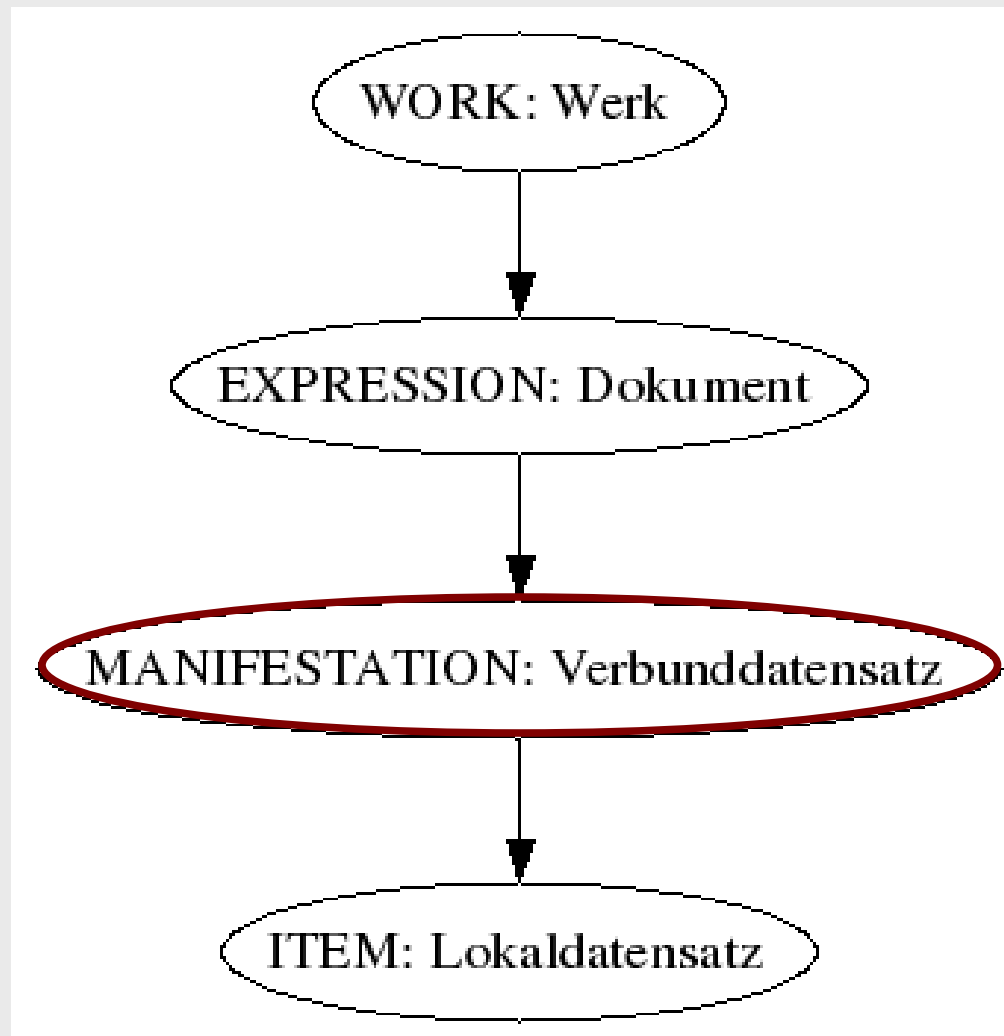 WORK: Werk
EXPRESSION: Dokument
MANIFESTATION: Verbunddatensatz
ITEM: Lokaldatensatz